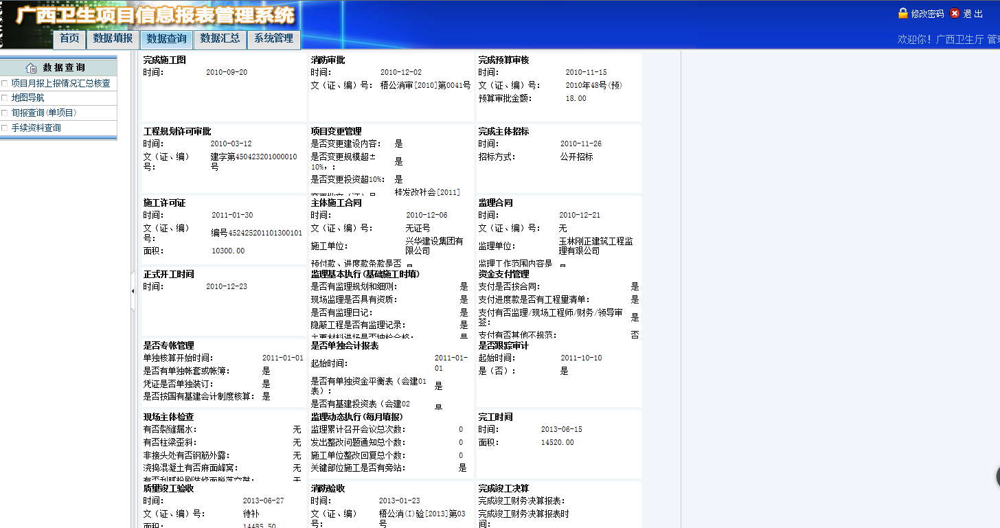 广西卫生项目信息报表管理系统
修改密码 退 出
首页 数据填报 数据查询 数据汇总 系统管理
欢迎你！广西卫生厅 管
数 据 查 询
项目月报上报情况汇总核查
地图导航
旬报查询(单项目)
手续资料查询
完成施工图
时间： 2010-09-20
消防审批
时间： 2010-12-02
文（证、编）号： 梧公消审[2010]第0041号
完成预算审核
时间： 2010-11-15
文（证、编）号： 2010年48号(预)
预算审批金额： 18.00
工程规划许可审批
时间： 2010-03-12
文（证、编）
号：
建字第450423201000010
号
项目变更管理
是否变更建设内容： 是
是否变更规模超±
10%，： 是
是否变更投资超10%： 是
桂发改社会[2011]
完成主体招标
时间： 2010-11-26
招标方式： 公开招标
施工许可证
时间： 2011-01-30
文（证、编）
号： 编号452425201101300101
面积： 10300.00
主体施工合同
时间： 2010-12-06
文（证、编）号： 无证号
施工单位： 兴华建设集团有
限公司
预付款、进度款条款是否
监理合同
时间： 2010-12-21
文（证、编）号： 无
监理单位： 玉林刚正建筑工程监
理有限公司
监理工作范围内容是
正式开工时间
时间： 2010-12-23
监理基本执行(基础施工时填)
是否有监理规划和细则： 是
现场监理是否具有资质： 是
是否有监理日记： 是
隐蔽工程是否有监理记录： 是
主要材料进场是否抽检合格： 是
资金支付管理
支付是否按合同： 是
支付进度款是否有工程量清单： 是
支付有否监理/现场工程师/财务/领导审
签： 是
支付有否其他不规范： 否
是否专帐管理
单独核算开始时间： 2011-01-01
是否有单独帐套或帐簿： 是
凭证是否单独装订： 是
是否按国有基建会计制度核算： 是
是否单独会计报表
起始时间： 2011-01-
01
是否有单独资金平衡表（会建01
表）： 是
是否有基建投资表（会建02 是
是否跟踪审计
起始时间： 2011-10-10
是（否）： 是
现场主体检查
有否裂缝漏水： 无
有否柱梁歪斜： 无
非接头处有否钢筋外露： 无
浇捣混凝土有否麻面峰窝： 无
有否刮腻粉刷装修面脱落空鼓： 无
监理动态执行(每月填报)
监理累计召开会议总次数： 0
发出整改问题通知总个数： 0
施工单位整改回复总个数： 0
关键部位施工是否有旁站： 是
完工时间
时间： 2013-06-15
面积： 14520.00
质量竣工验收
时间： 2013-06-27
文（证、编）号： 待补
面积： 14485.50
消防验收
时间： 2013-01-23
文（证、编）
号：
梧公消(I)验[2013]第03
号
完成竣工决算
完成竣工财务决算报表：
完成竣工财务决算报表时
间：